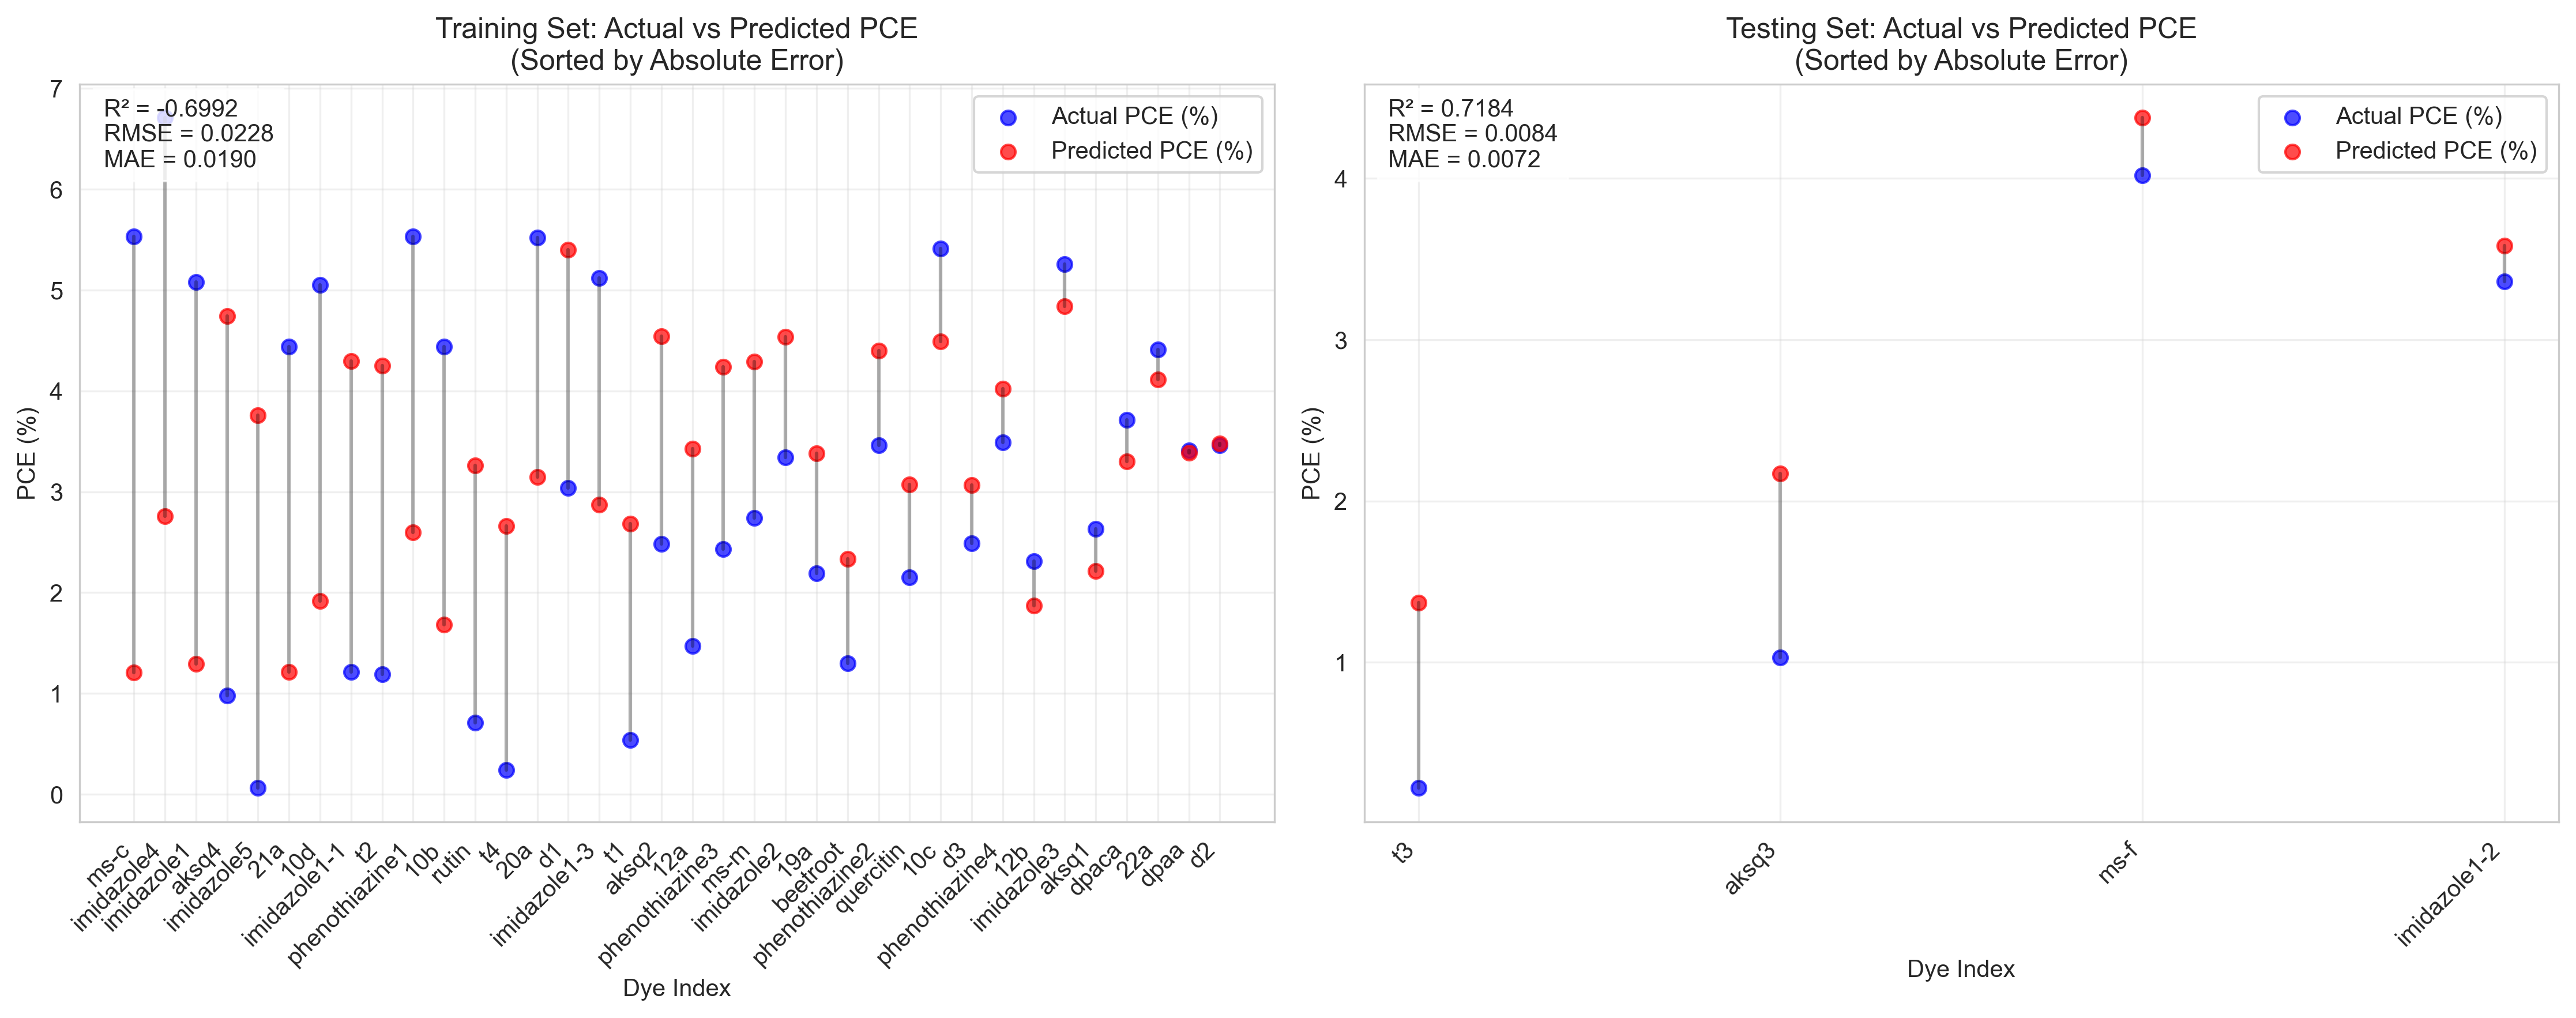 Training Set: Actual vs Predicted PCE
(Sorted by Absolute Error)
R² = -0.6992
RMSE = 0.0228
MAE = 0.0190
Actual PCE (%)
Predicted PCE (%)
PCE (%)
7
6
5
4
3
2
1
0
ms-c
imidazole4
imidazole1
aksq4
imidazole5
21a
10d
imidazole1-1
t2
phenothiazine1
10b
rutin
t4
20a
d1
imidazole1-3
t1
aksq2
12a
phenothiazine3
ms-m
imidazole2
19a
beetroot
phenothiazine2
quercitin
10c
d3
phenothiazine4
12b
imidazole3
aksq1
dpaca
22a
dpaa
d2
Dye Index
Testing Set: Actual vs Predicted PCE
(Sorted by Absolute Error)
R² = 0.7184
RMSE = 0.0084
MAE = 0.0072
Actual PCE (%)
Predicted PCE (%)
PCE (%)
4
3
2
1
t3
aksq3
ms-f
imidazole1-2
Dye Index